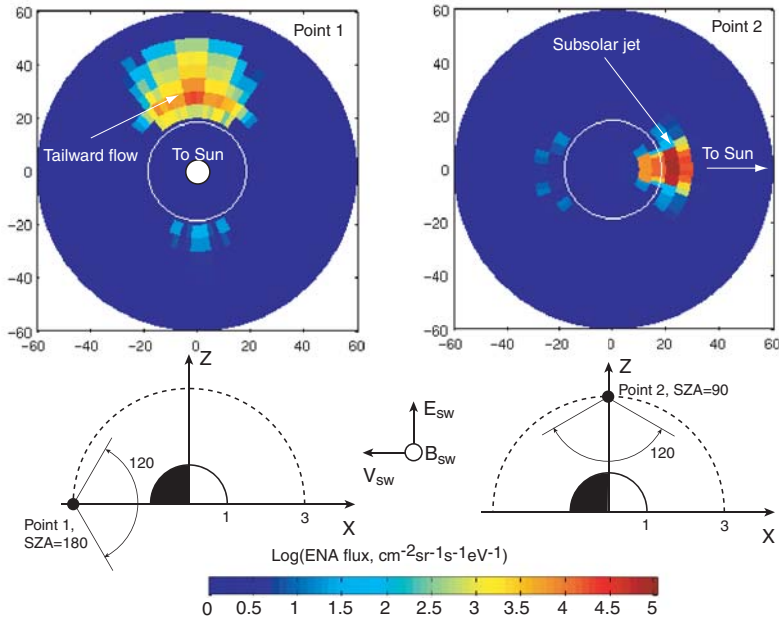 Point 1
60
40
20
0
−20
−40
−60
−60 −40 −20 0 20 40 60
Tailward flow
To Sun
Point 2
60
40
20
0
−20
−40
−60
−60 −40 −20 0 20 40 60
Subsolar jet
To Sun
Z
120
Point 1,
SZA=180
1
3
X
E_SW
B_SW
V_SW
Z
Point 2, SZA=90
120
1
3
X
Log(ENA flux, cm⁻²sr⁻¹s⁻¹eV⁻¹)
0 0.5 1 1.5 2 2.5 3 3.5 4 4.5 5